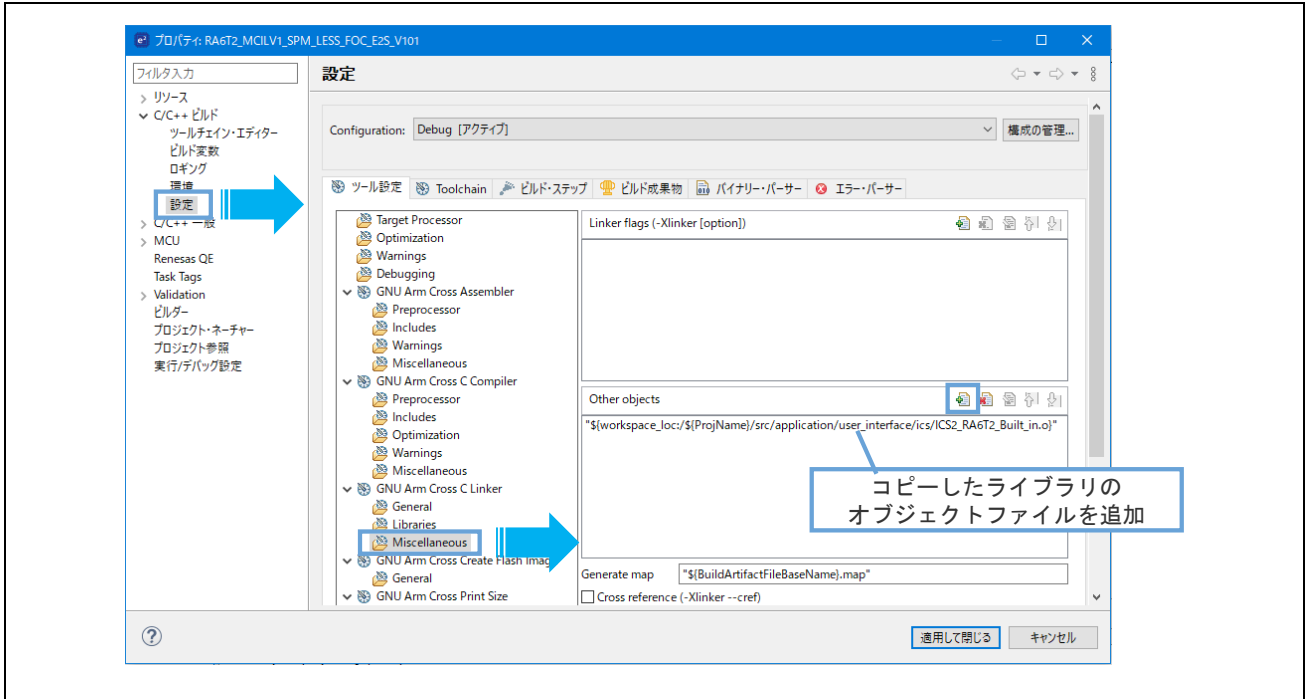 プロパティ: RA6T2_MCILV1_SPM_LESS_FOC_E2S_V101
フィルタ入力
リソース
C/C++ ビルド
ツールチェイン・エディター
ビルド変数
ロギング
環境
設定
C/C++ 一般
MCU
Renesas QE
Task Tags
Validation
ビルダー
プロジェクト・ネーチャー
プロジェクト参照
実行/デバッグ設定
設定
Configuration: Debug [アクティブ] 構成の管理...
ツール設定 Toolchain ビルド・ステップ ビルド成果物 バイナリー・パーサー エラー・パーサー
Target Processor
Optimization
Warnings
Debugging
GNU Arm Cross Assembler
Preprocessor
Includes
Warnings
Miscellaneous
GNU Arm Cross C Compiler
Preprocessor
Includes
Optimization
Warnings
Miscellaneous
GNU Arm Cross C Linker
General
Libraries
Miscellaneous
GNU Arm Cross Create Flash Imag
General
GNU Arm Cross Print Size
Linker flags (-Xlinker [option])
Other objects
"${workspace_loc:/${ProjName}/src/application/user_interface/ics/ICS2_RA6T2_Built_in.o}"
コピーしたライブラリの
オブジェクトファイルを追加
Generate map "${BuildArtifactFileBaseName}.map"
Cross reference (-Xlinker --cref)
適用して閉じる キャンセル